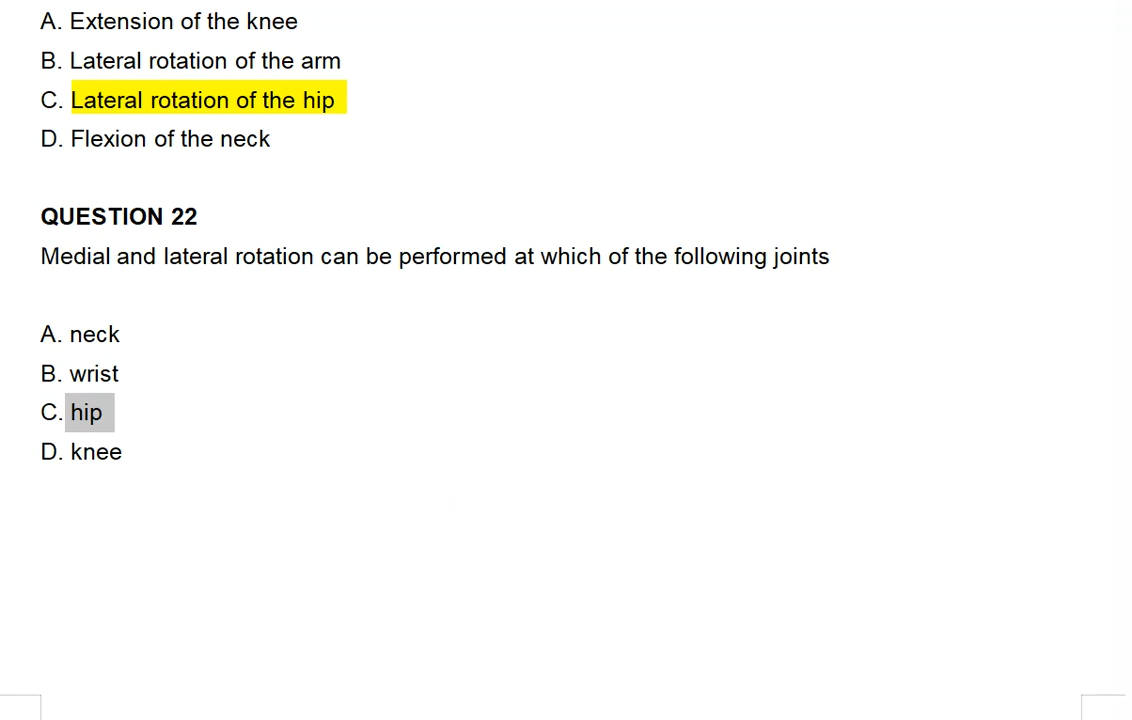 A. Extension of the knee
B. Lateral rotation of the arm
C. Lateral rotation of the hip
D. Flexion of the neck
QUESTION 22
Medial and lateral rotation can be performed at which of the following joints
A. neck
B. wrist
C. hip
D. knee